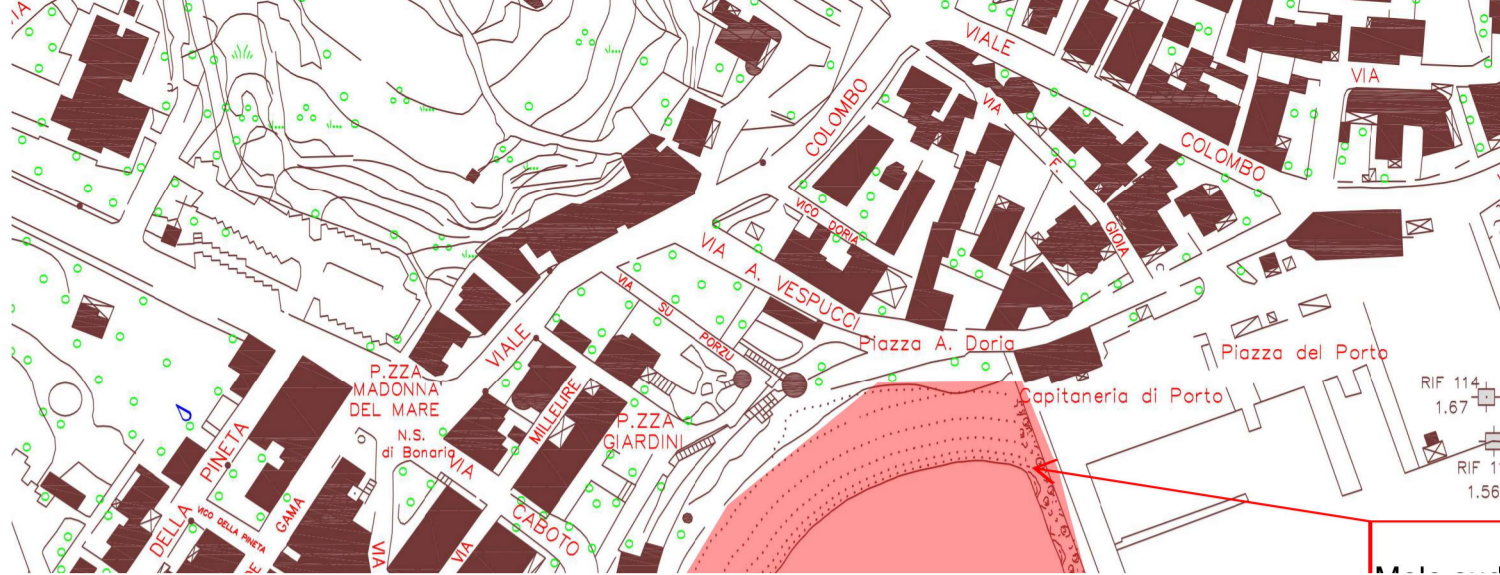 VIALE
VIA
COLOMBO
VIA
COLOMBO
F.
GIOIA
VICO DORIA
VIA A. VESPUCCI
VIA SU PORZU
Piazza A. Doria
Piazza del Porto
VIALE
P.ZZA
MADONNA
DEL MARE
Capitaneria di Porto
RIF 114
1.67
MILLELIRE
P.ZZA
GIARDINI
N.S.
di Bonaria
VIA
CABOTO
1.56
DELLA PINETA
VICO DELLA PINETA
GAMA
VIA
VIA